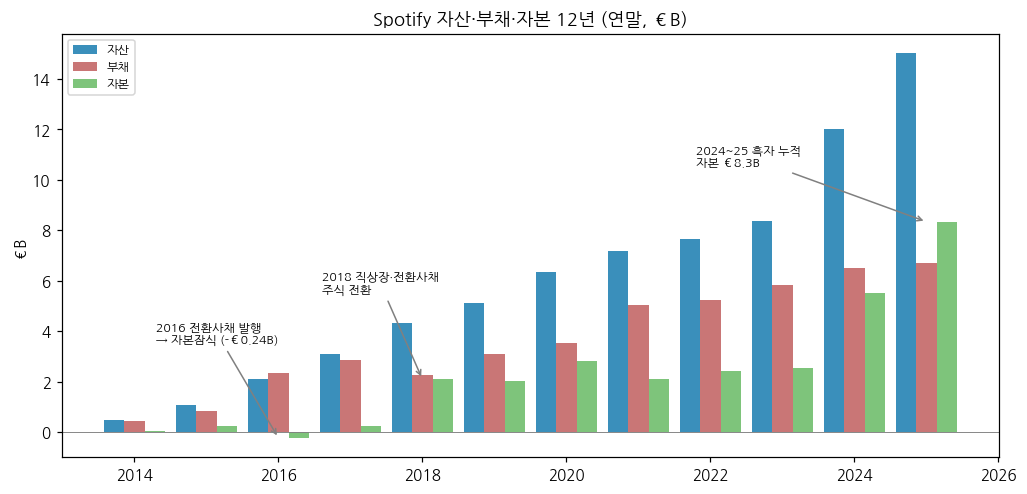 Spotify 자산·부채·자본 12년 (연말, €B)
자산
부채
자본
2024~25 흑자 누적
자본 €8.3B
2018 직상장·전환사채
주식 전환
2016 전환사채 발행
→ 자본잠식 (-€0.24B)
€B
14
12
10
8
6
4
2
0
2014
2016
2018
2020
2022
2024
2026